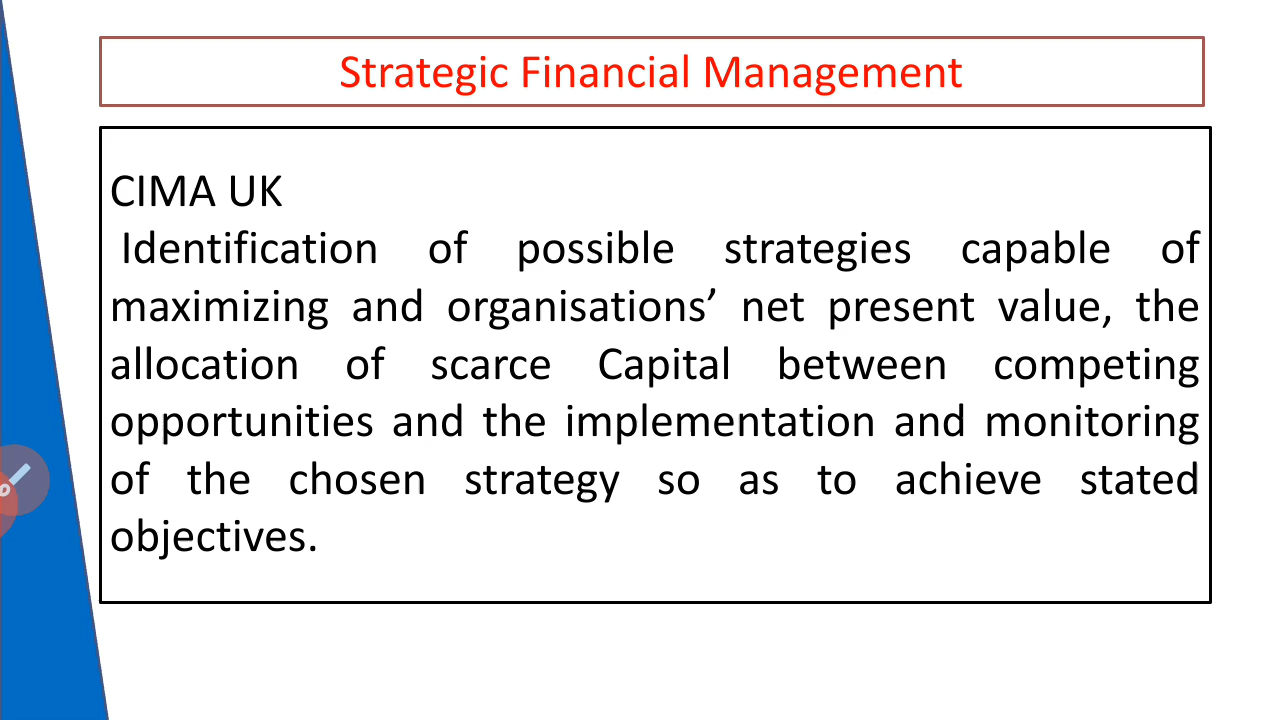 Strategic Financial Management
CIMA UK
Identification of possible strategies capable of
maximizing and organisations’ net present value, the
allocation of scarce Capital between competing
opportunities and the implementation and monitoring
of the chosen strategy so as to achieve stated
objectives.